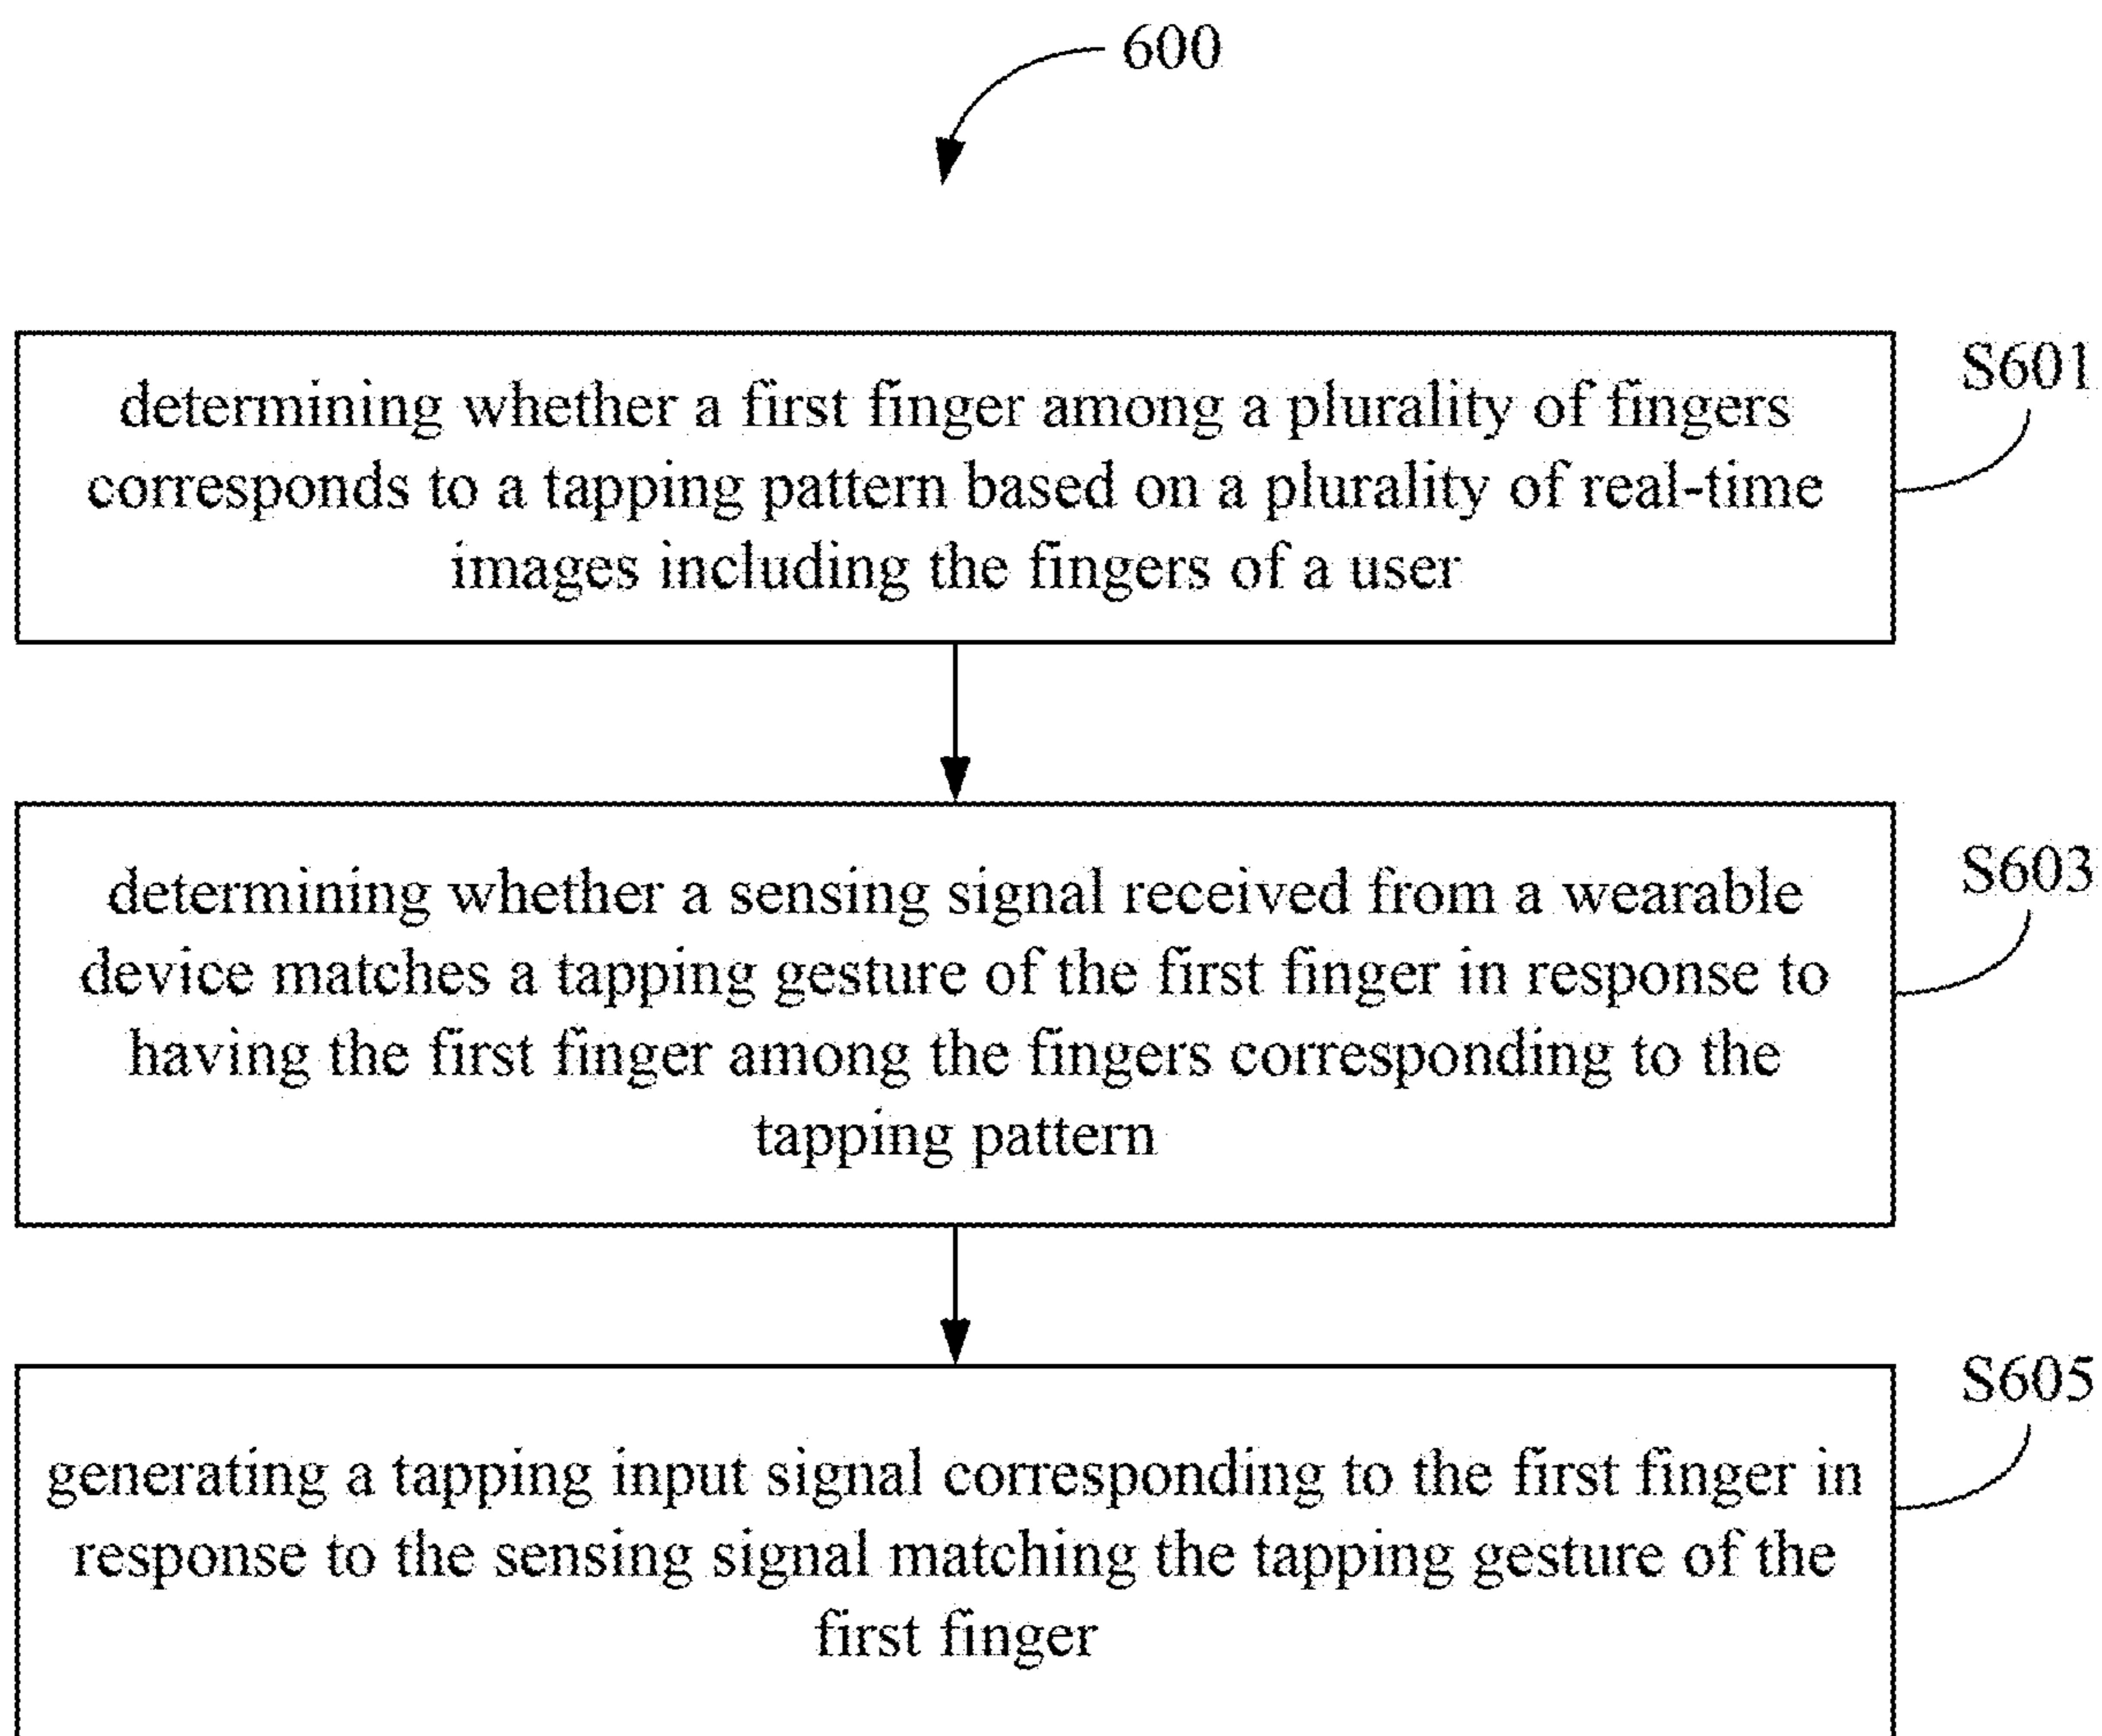 600
S601
determining whether a first finger among a plurality of fingers
corresponds to a tapping pattern based on a plurality of real-time
images including the fingers of a user
S603
determining whether a sensing signal received from a wearable
device matches a tapping gesture of the first finger in response to
having the first finger among the fingers corresponding to the
tapping pattern
S605
generating a tapping input signal corresponding to the first finger in
response to the sensing signal matching the tapping gesture of the
first finger